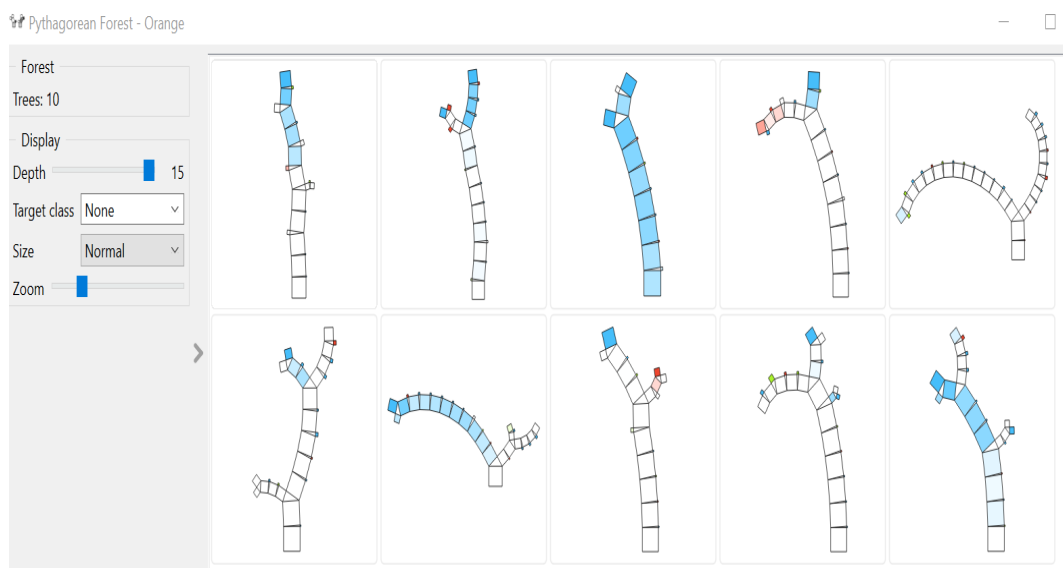 Pythagorean Forest - Orange
Forest
Trees: 10
Display
Depth 15
Target class None
Size Normal
Zoom